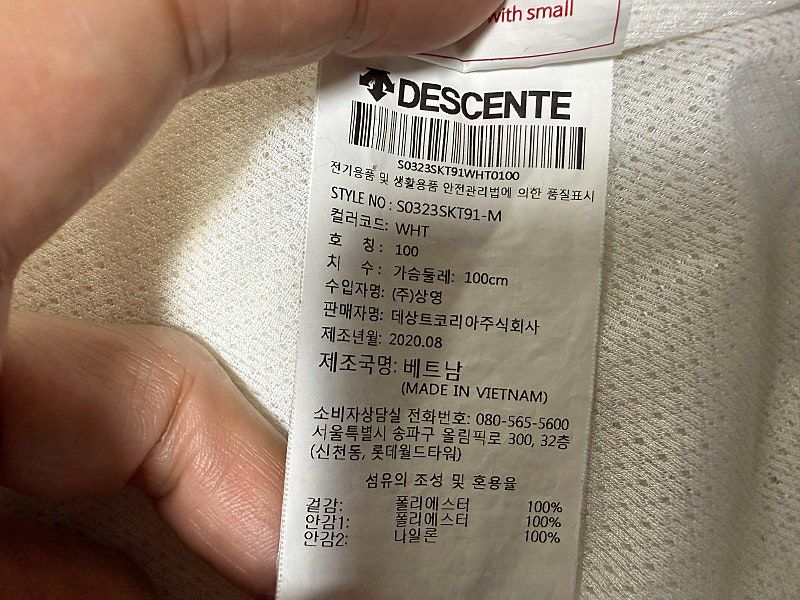 with small
DESCENTE
S0323SKT91WHT0100
전기용품 및 생활용품 안전관리법에 의한 품질표시
STYLE NO : S0323SKT91-M
컬러코드: WHT
호 칭: 100
치 수: 가슴둘레: 100cm
수입자명: (주)상영
판매자명: 데상트코리아주식회사
제조년월: 2020.08
제조국명: 베트남
(MADE IN VIETNAM)
소비자상담실 전화번호: 080-565-5600
서울특별시 송파구 올림픽로 300, 32층
(신천동, 롯데월드타워)
섬유의 조성 및 혼용율
겉감: 폴리에스터 100%
안감1: 폴리에스터 100%
안감2: 나일론 100%